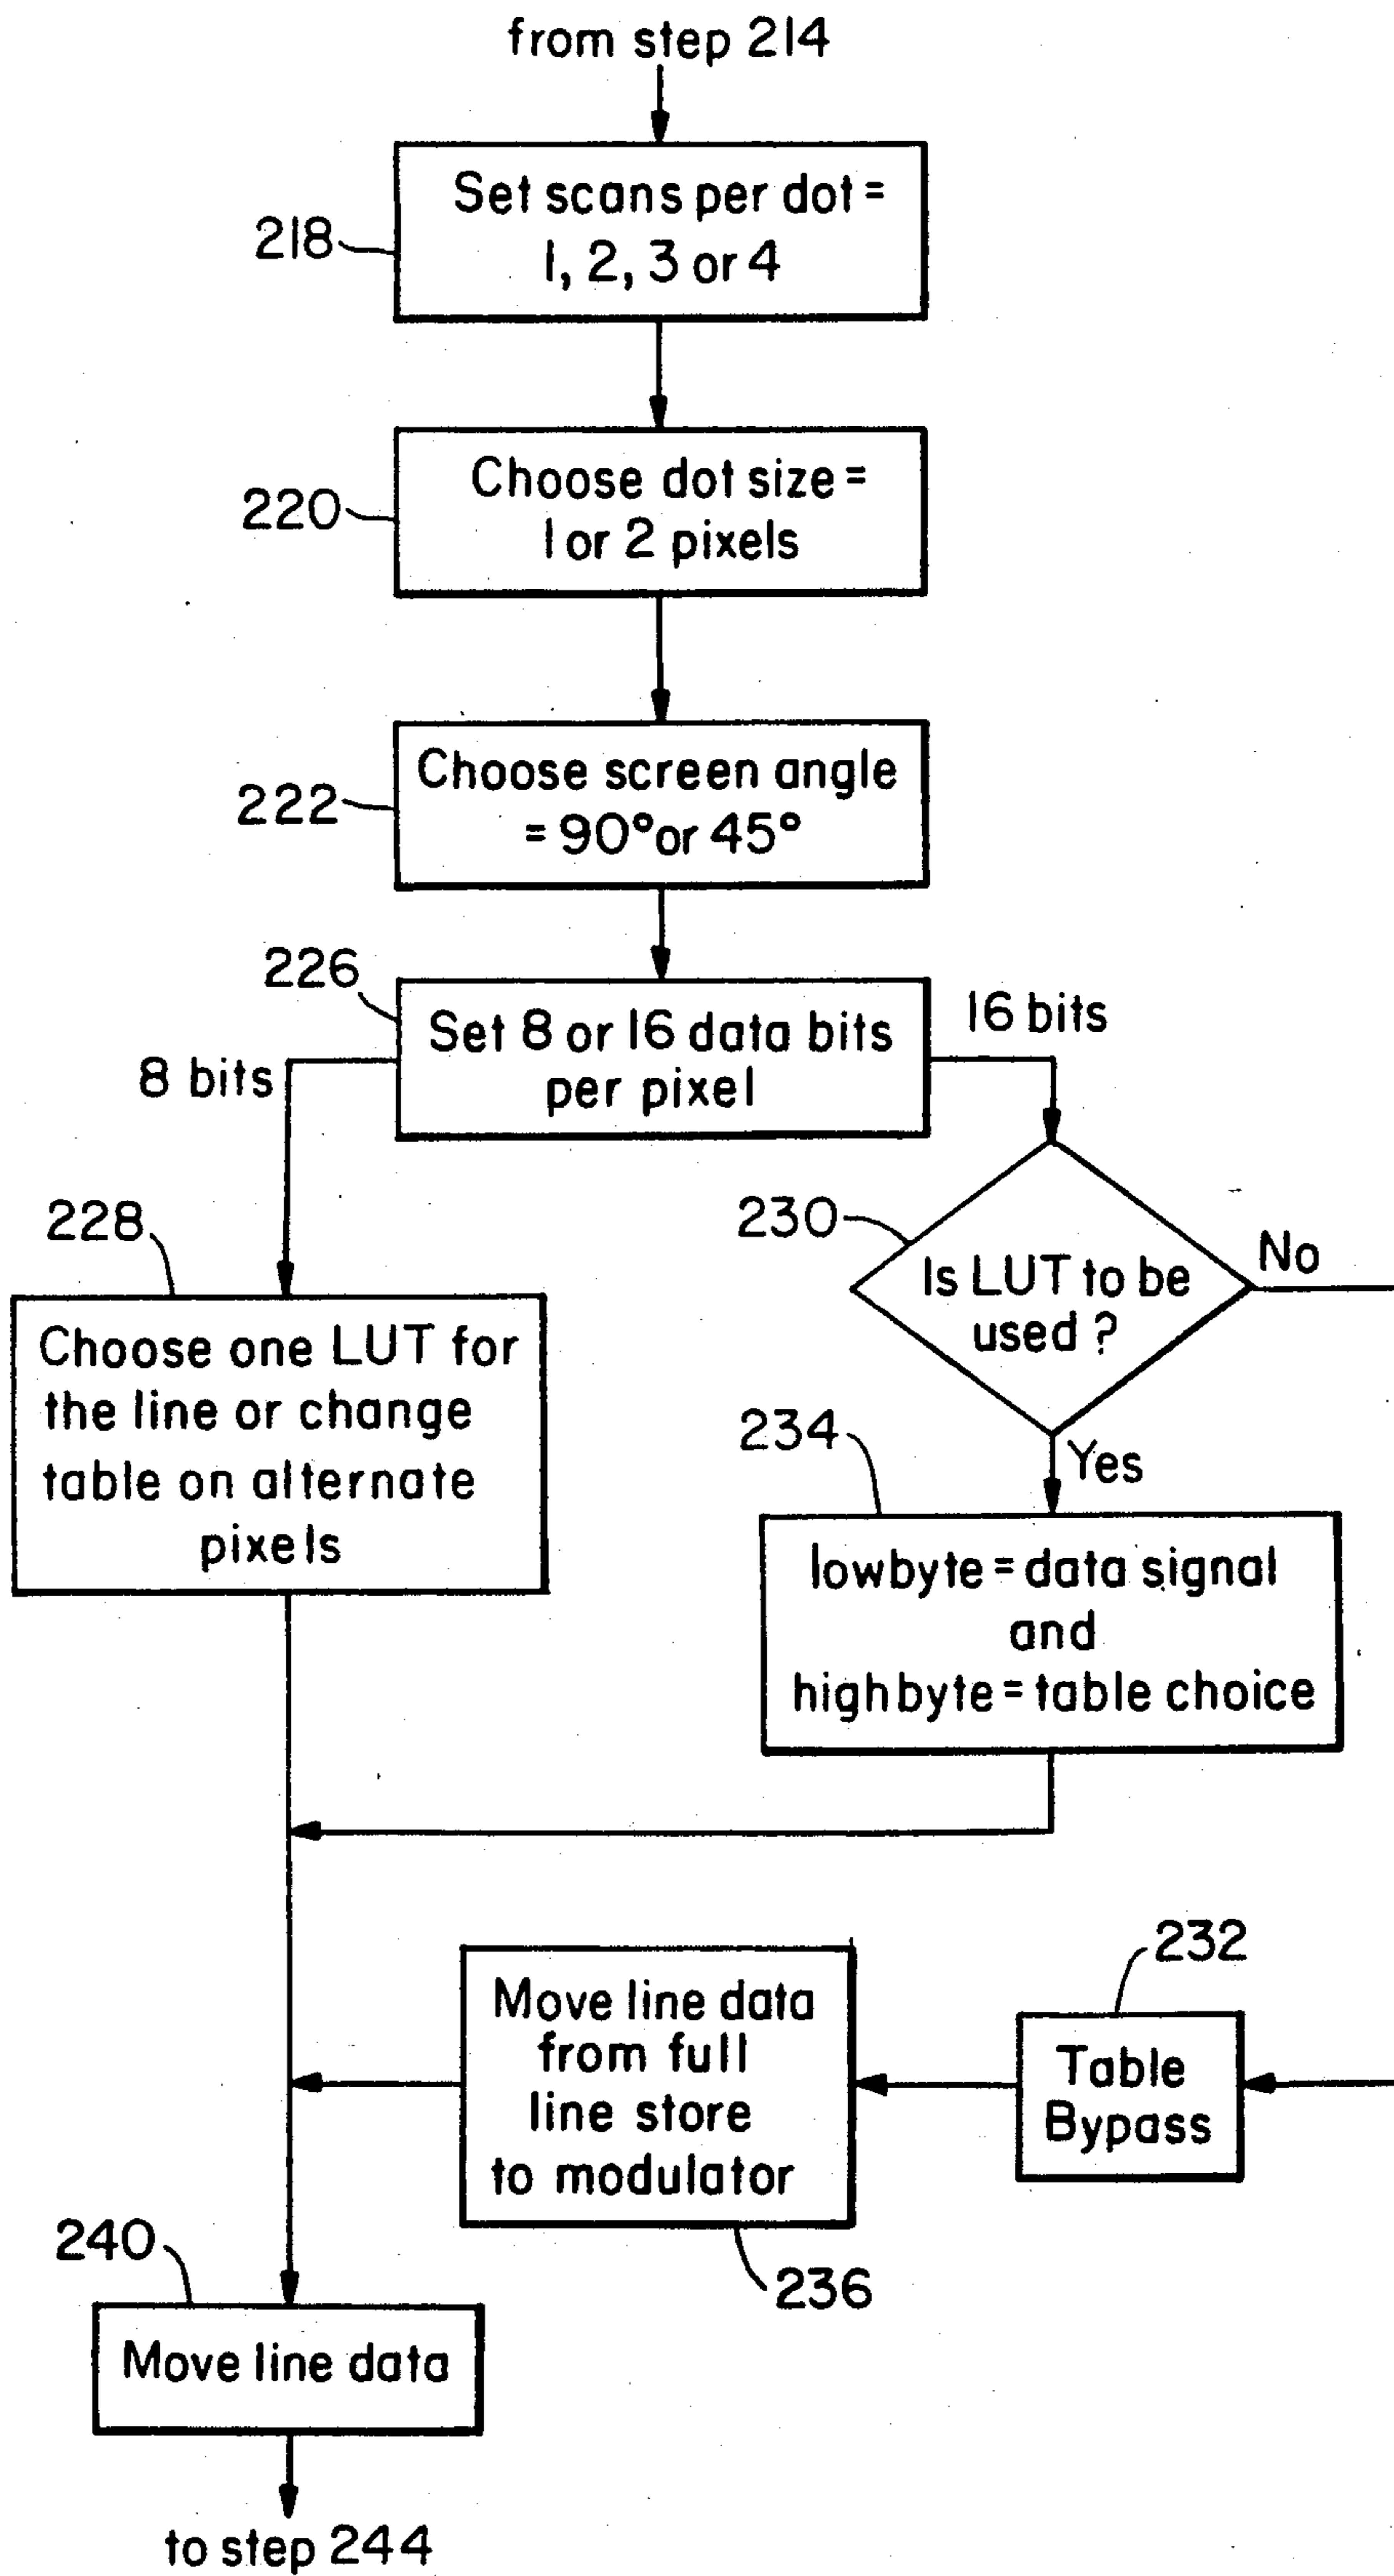 from step 214
218
Set scans per dot =
1, 2, 3 or 4
220
Choose dot size =
1 or 2 pixels
222
Choose screen angle
= 90° or 45°
226
Set 8 or 16 data bits
per pixel
8 bits
16 bits
228
Choose one LUT for
the line or change
table on alternate
pixels
230
Is LUT to be
used ?
No
Yes
234
lowbyte = data signal
and
highbyte = table choice
232
Table
Bypass
Move line data
from full
line store
to modulator
236
240
Move line data
to step 244